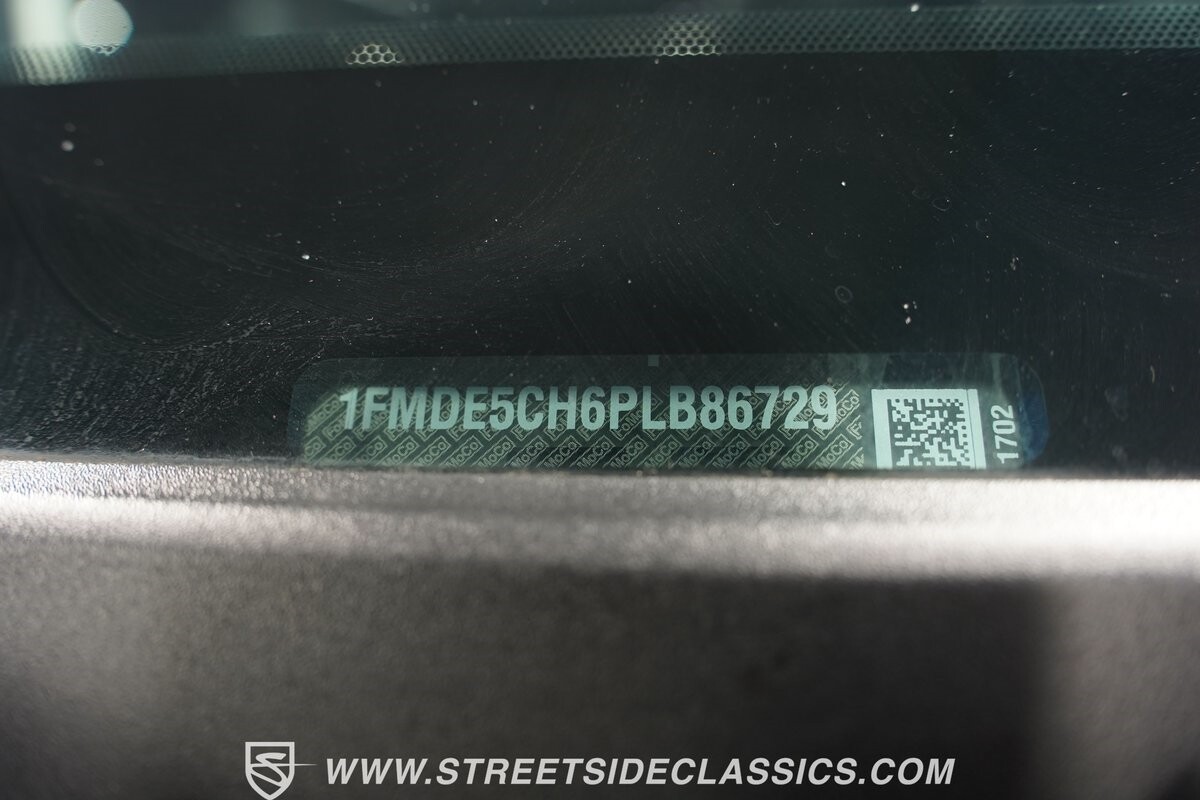 1FMDE5CH6PLB86729
1702
WWW.STREETSIDECLASSICS.COM